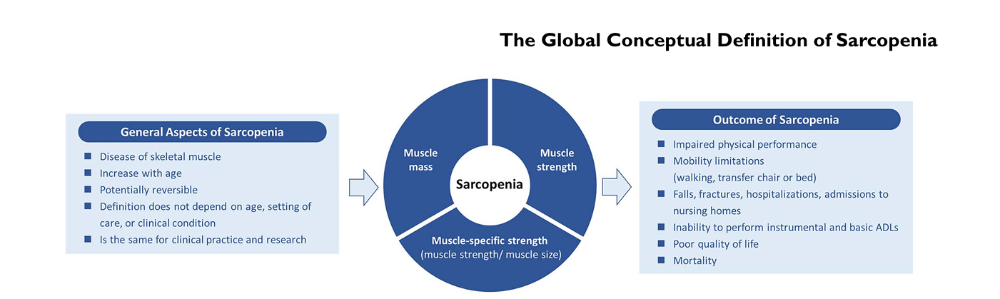 The Global Conceptual Definition of Sarcopenia
General Aspects of Sarcopenia
■ Disease of skeletal muscle
■ Increase with age
■ Potentially reversible
■ Definition does not depend on age, setting of
care, or clinical condition
■ Is the same for clinical practice and research
Muscle
mass
Muscle
strength
Sarcopenia
Muscle-specific strength
(muscle strength/ muscle size)
Outcome of Sarcopenia
■ Impaired physical performance
■ Mobility limitations
(walking, transfer chair or bed)
■ Falls, fractures, hospitalizations, admissions to
nursing homes
■ Inability to perform instrumental and basic ADLs
■ Poor quality of life
■ Mortality